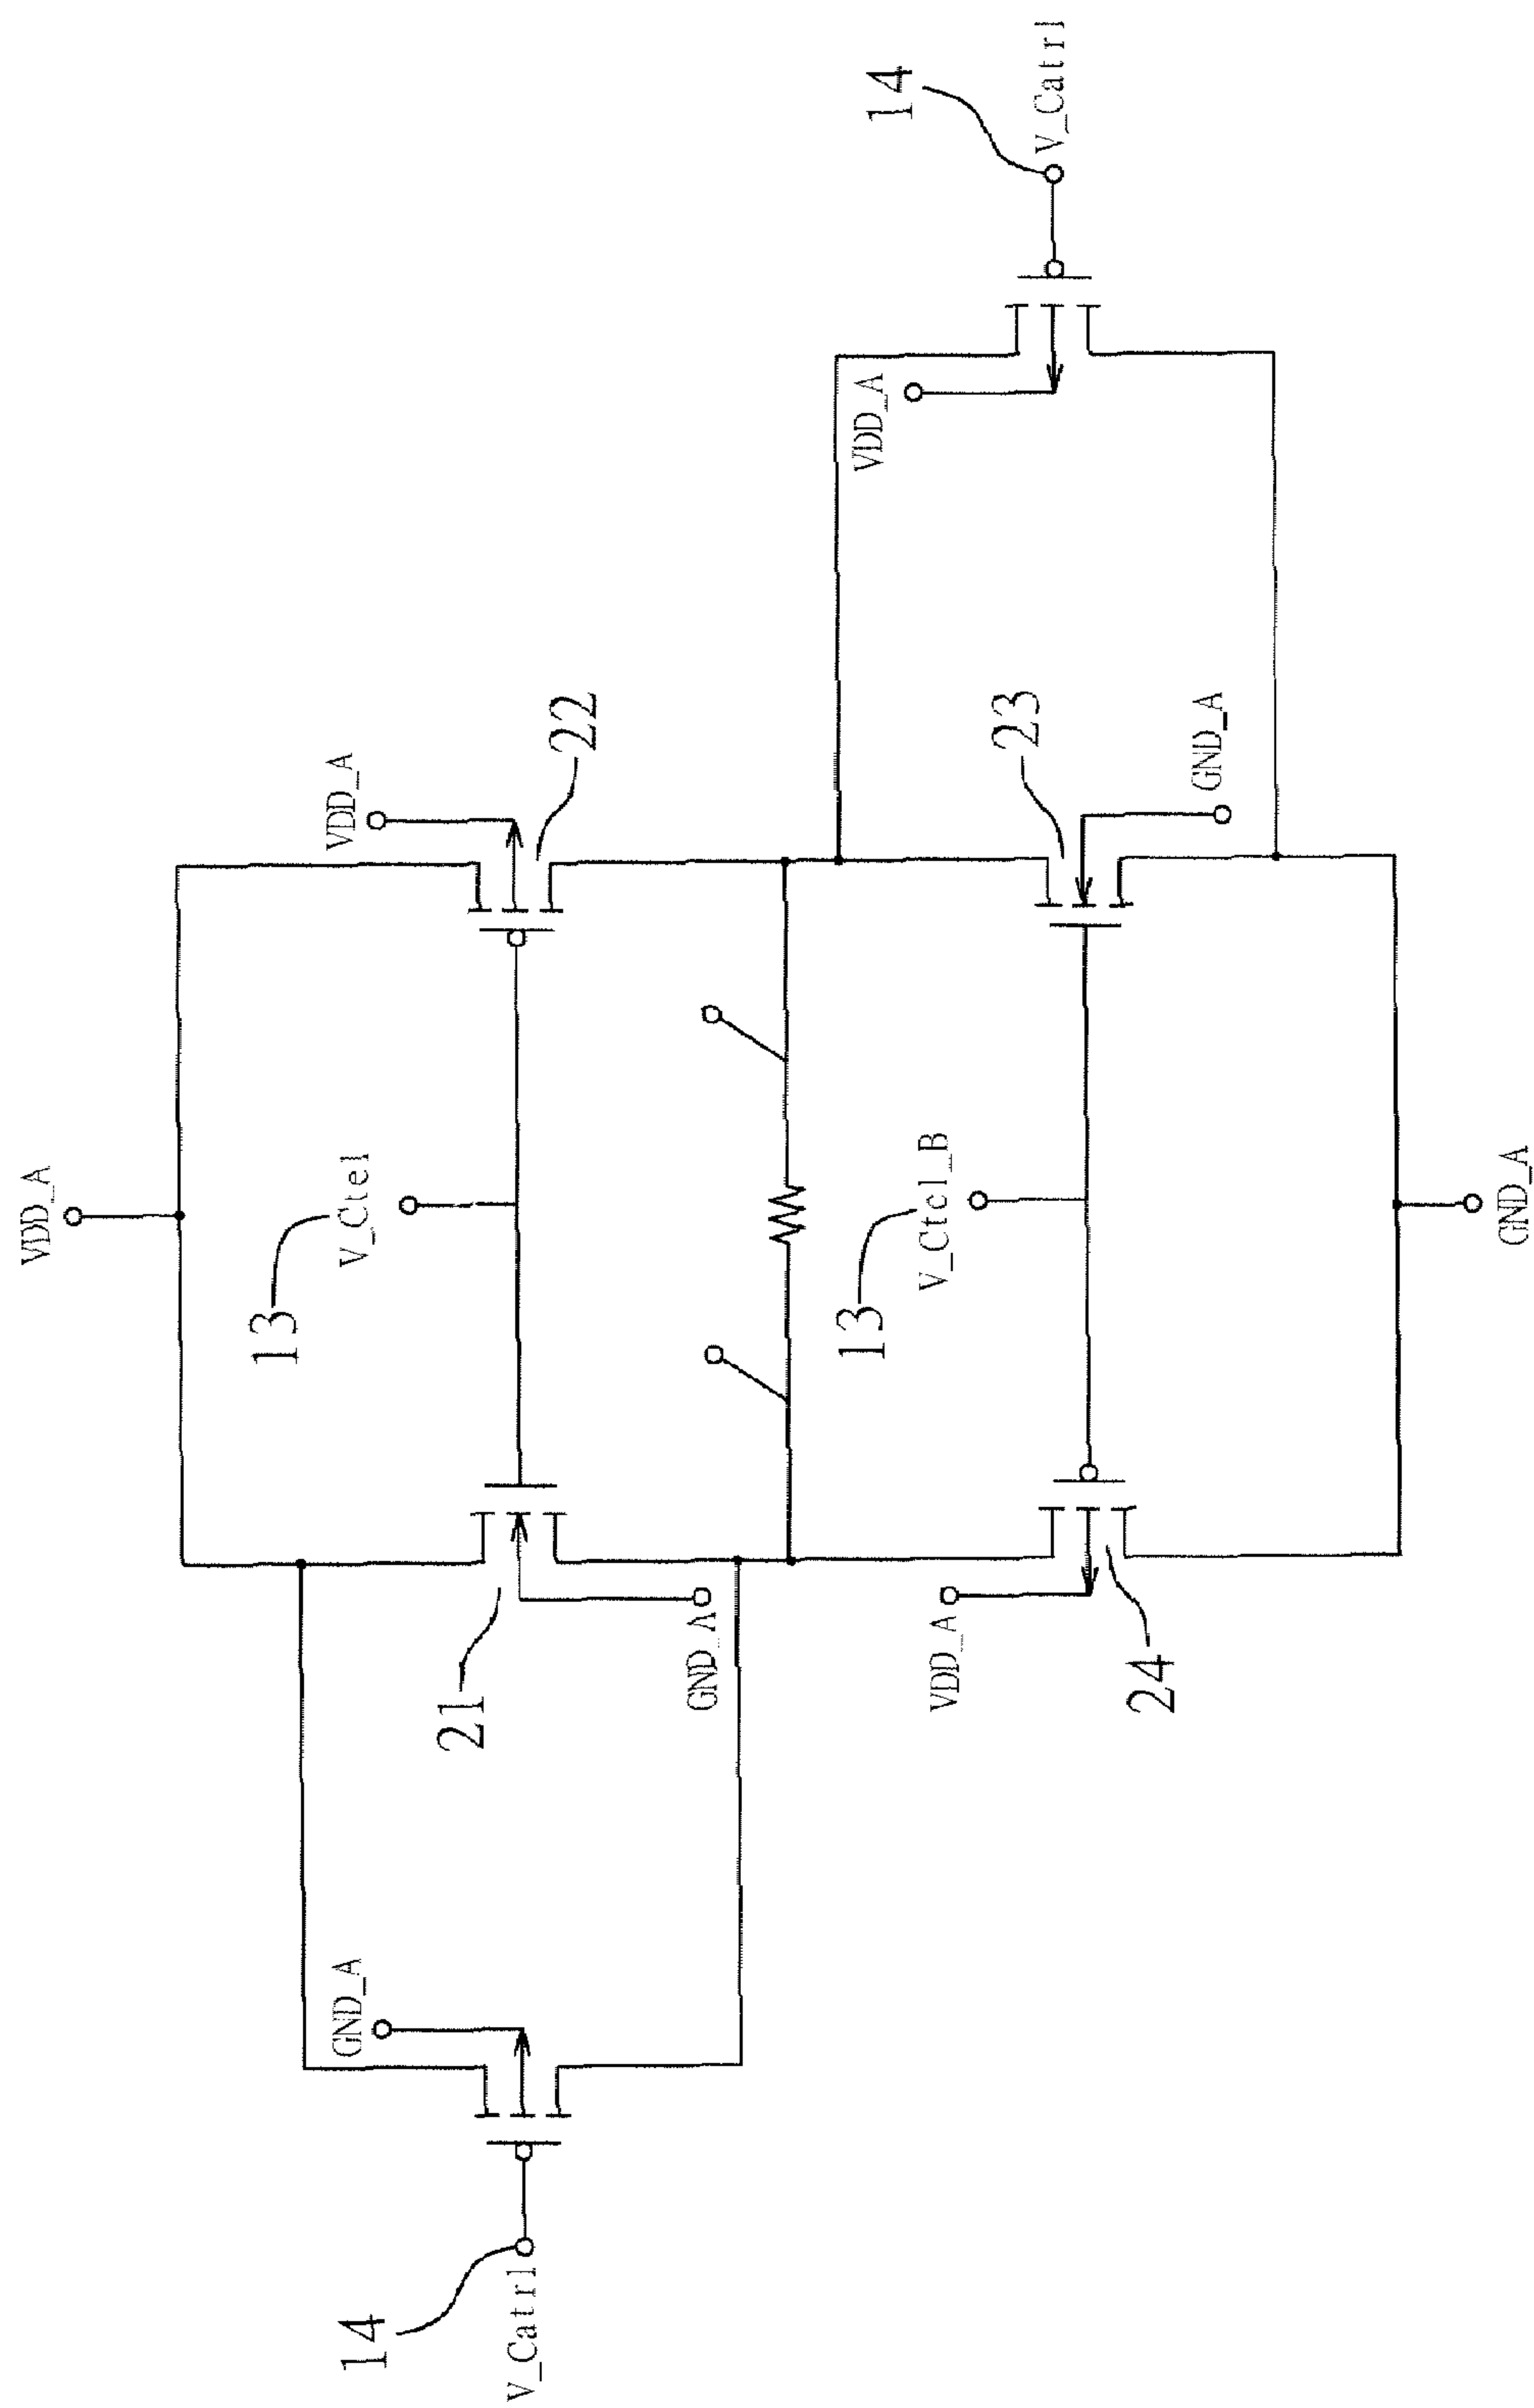 VDD_A
13
14
GND_A
V_Ctel
VDD_A
21
V_Catrl
22
GND_A
13
VDD_A
14
VDD_A
V_Ctcl_B
23
V_Catrl
24
GND_A
GND_A